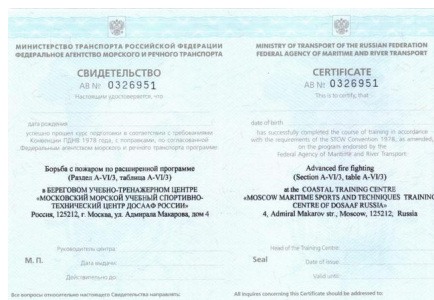 МИНИСТЕРСТВО ТРАНСПОРТА РОССИЙСКОЙ ФЕДЕРАЦИИ
ФЕДЕРАЛЬНОЕ АГЕНТСТВО МОРСКОГО И РЕЧНОГО ТРАНСПОРТА
СВИДЕТЕЛЬСТВО
АВ № 0326951
Настоящим удостоверяется, что
дата рождения
успешно прошел курс подготовки в соответствии с требованиями
Конвенции ПДНВ 1978 года, с поправками, по согласованной
Федеральным агентством морского и речного транспорта программе
Борьба с пожаром по расширенной программе
(Раздел A-VI/3, таблица A-VI/3)
в БЕРЕГОВОМ УЧЕБНО-ТРЕНАЖЕРНОМ ЦЕНТРЕ
«МОСКОВСКИЙ МОРСКОЙ УЧЕБНЫЙ СПОРТИВНО-
ТЕХНИЧЕСКИЙ ЦЕНТР ДОСААФ РОССИИ»
Россия, 125212, г. Москва, ул. Адмирала Макарова, дом 4
Руководитель центра
М. П.
Дата выдачи
Действительно до
Все вопросы относительно настоящего Свидетельства направлять:
MINISTRY OF TRANSPORT OF THE RUSSIAN FEDERATION
FEDERAL AGENCY OF MARITIME AND RIVER TRANSPORT
CERTIFICATE
АВ № 0326951
This is to certify, that
date of birth
has successfully completed the course of training in accordance
with the requirements of the STCW Convention 1978, as amended,
on the program endorsed by the
Federal Agency of Maritime and River Transport:
Advanced fire fighting
(Section A-VI/3, table A-VI/3)
at the COASTAL TRAINING CENTRE
«MOSCOW MARITIME SPORTS AND TECHNIQUES TRAINING
CENTRE OF DOSAAF RUSSIA»
4, Admiral Makarov str., Moscow, 125212, Russia
Head of the Training Centre
Seal
Date of issue
Valid until
All inquires concerning this Certificate should be addressed to: